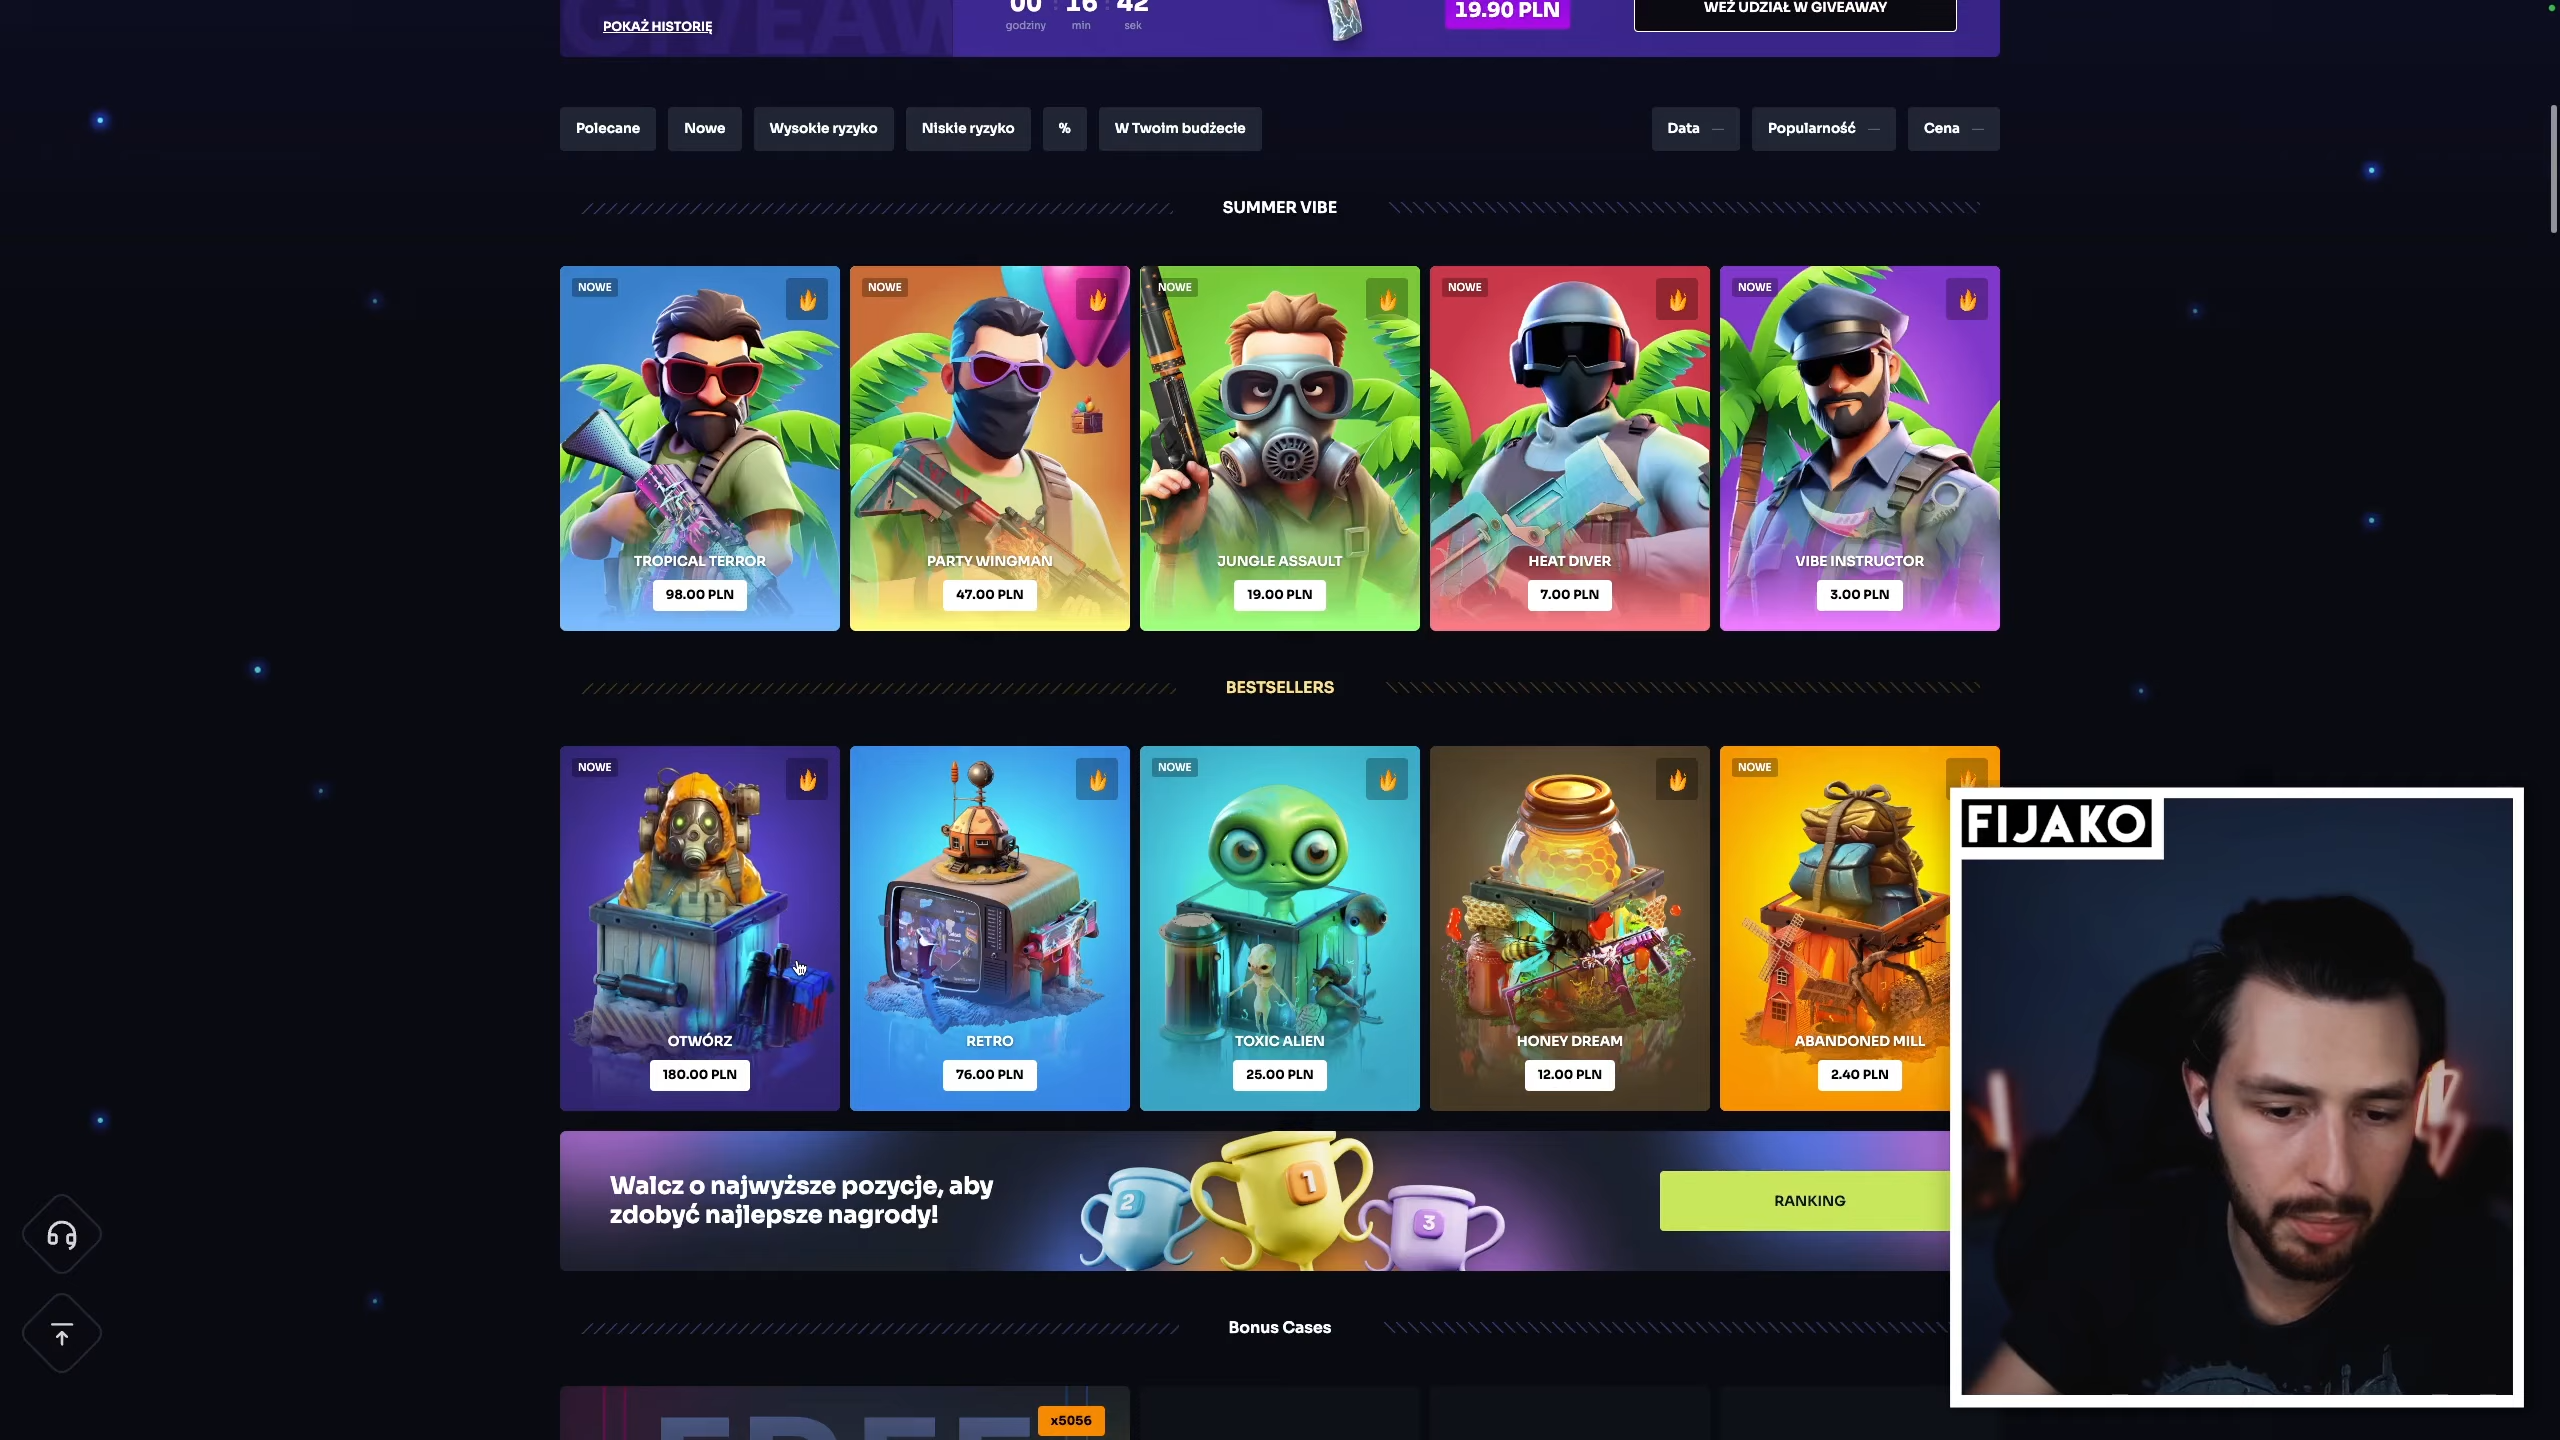 GIVEAW
POKAŻ HISTORIĘ
00 : 16 : 42
godziny min sek
19.90 PLN
WEŹ UDZIAŁ W GIVEAWAY
Polecane Nowe Wysokie ryzyko Niskie ryzyko % W Twoim budżecie Data — Popularność — Cena —
SUMMER VIBE
NOWE NOWE NOWE NOWE NOWE
TROPICAL TERROR PARTY WINGMAN JUNGLE ASSAULT HEAT DIVER VIBE INSTRUCTOR
98.00 PLN 47.00 PLN 19.00 PLN 7.00 PLN 3.00 PLN
BESTSELLERS
NOWE NOWE NOWE
FIJAKO
OTWÓRZ RETRO TOXIC ALIEN HONEY DREAM ABANDONED MILL
180.00 PLN 76.00 PLN 25.00 PLN 12.00 PLN 2.40 PLN
Walcz o najwyższe pozycje, aby
zdobyć najlepsze nagrody!
2 1 3
RANKING
Bonus Cases
x5056
FREE